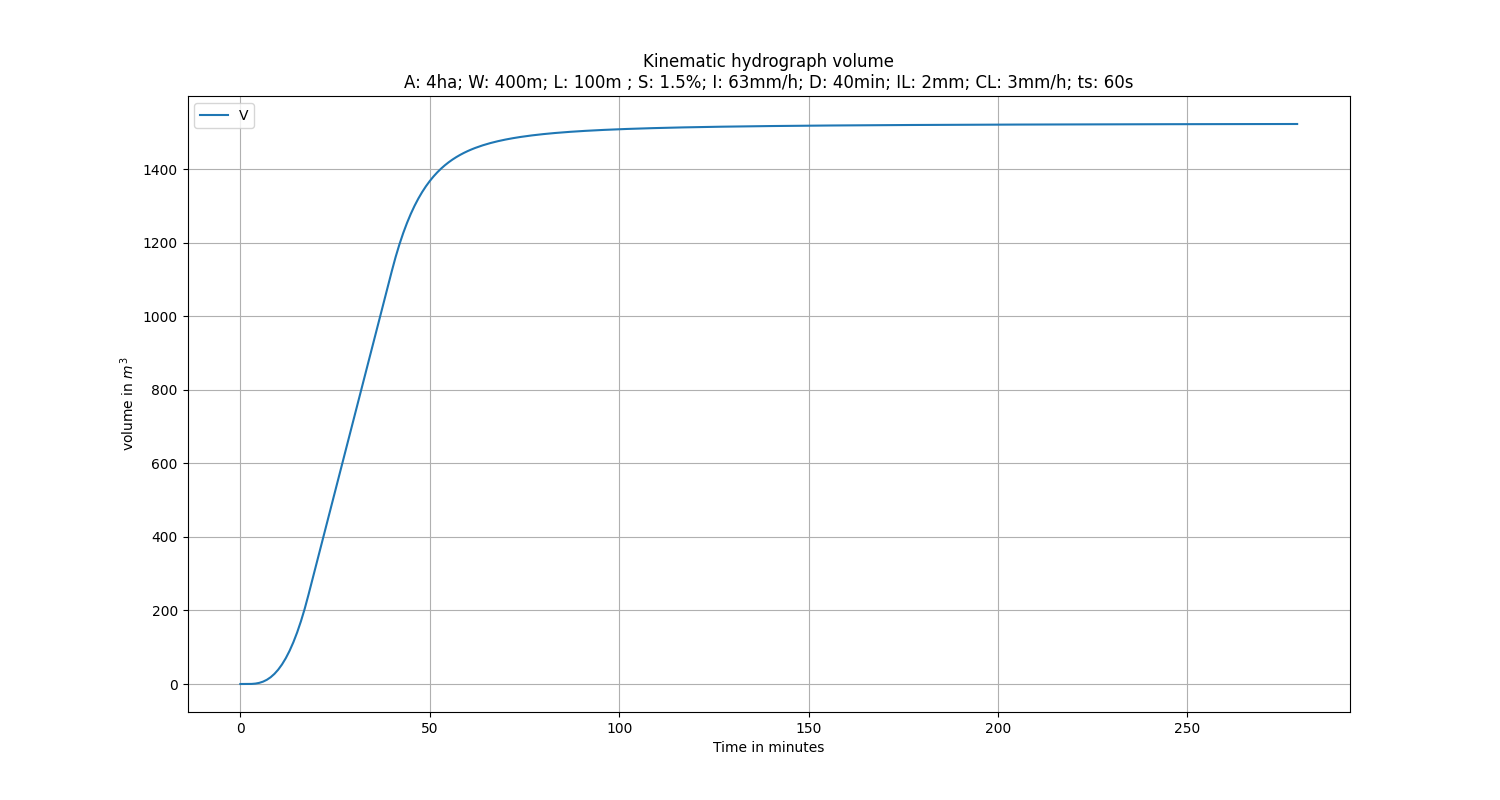 Kinematic hydrograph volume
A: 4ha; W: 400m; L: 100m ; S: 1.5%; I: 63mm/h; D: 40min; IL: 2mm; CL: 3mm/h; ts: 60s
V
1400
1200
1000
800
600
400
200
0
volume in m³
0 50 100 150 200 250
Time in minutes